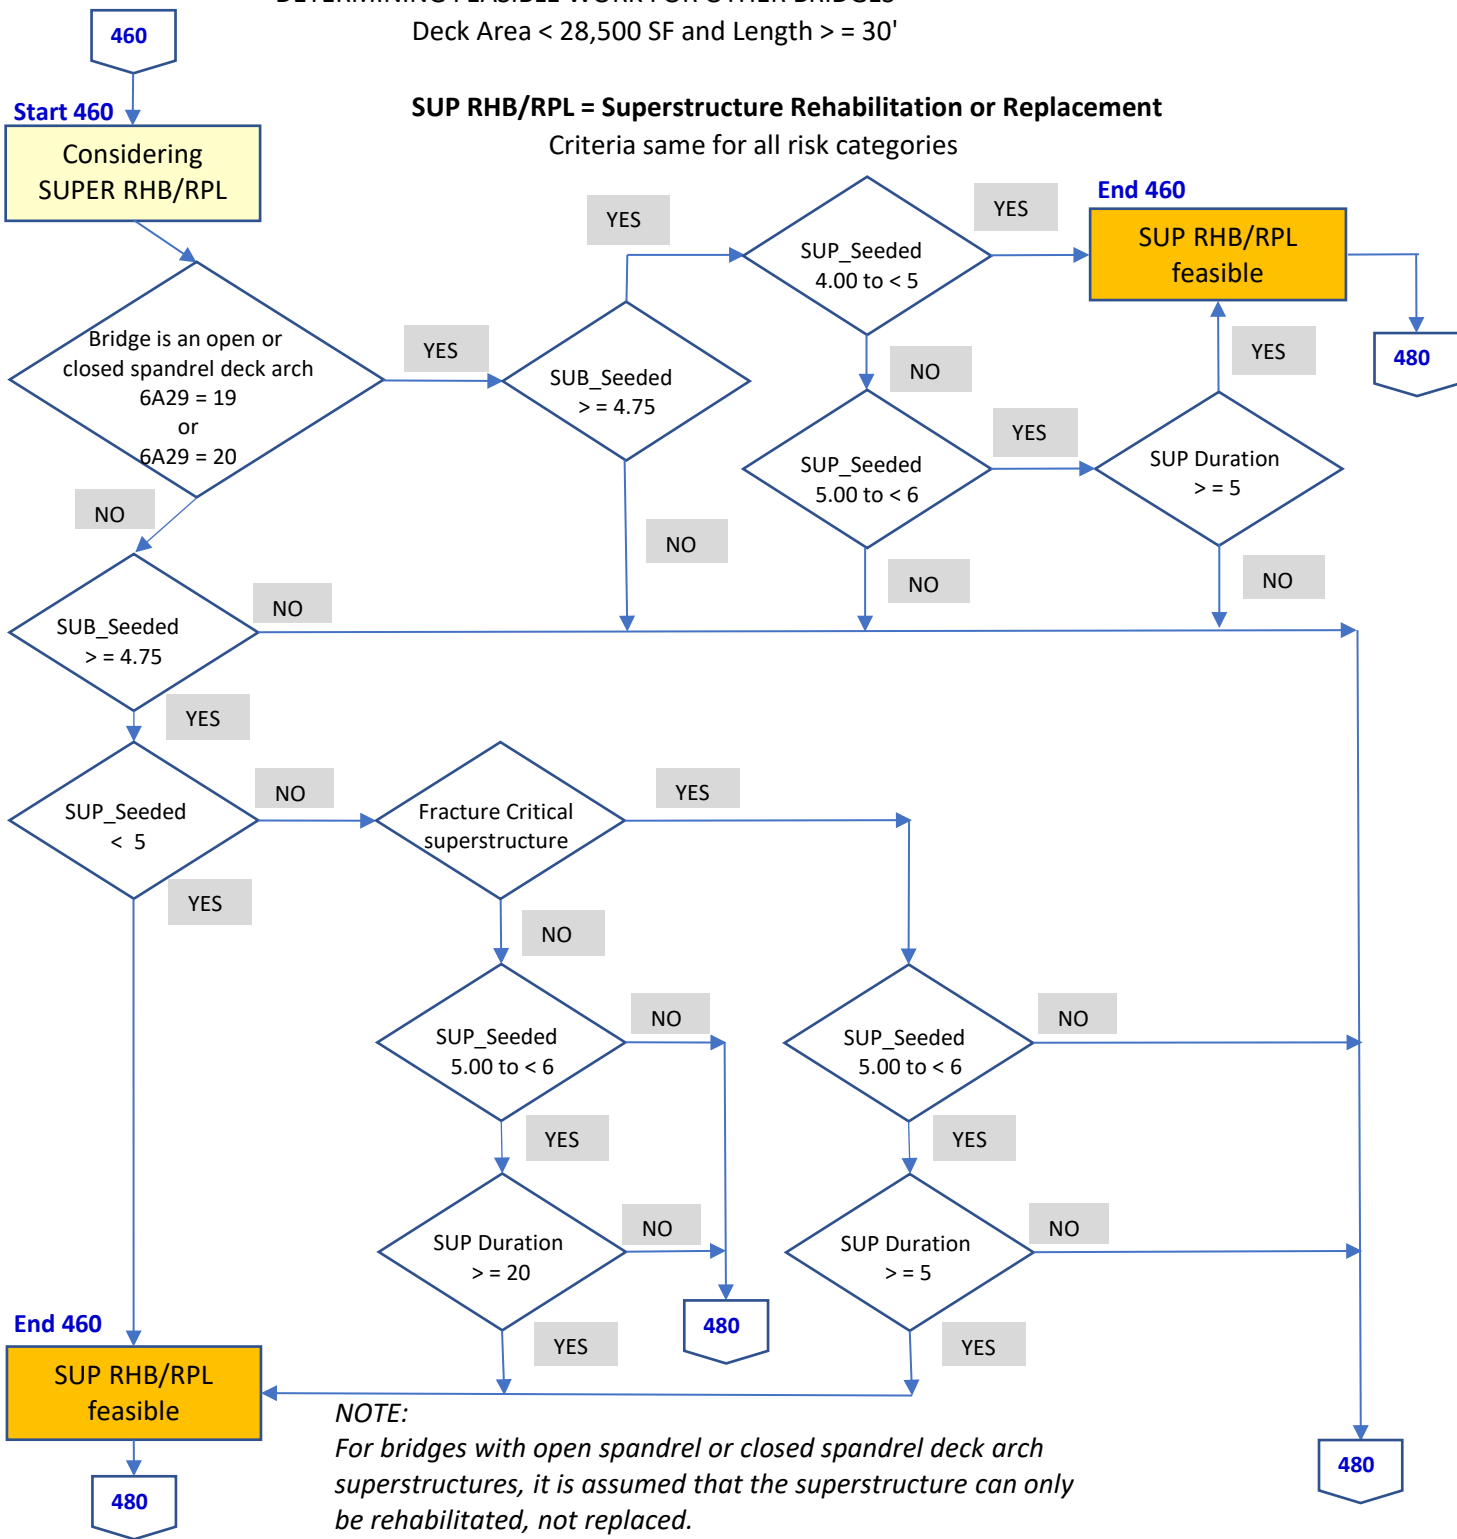 DETERMINING FEASIBLE WORK FOR OTHER BRIDGES
Deck Area < 28,500 SF and Length > = 30'
460
Start 460
SUP RHB/RPL = Superstructure Rehabilitation or Replacement
Criteria same for all risk categories
Considering
SUPER RHB/RPL
YES
SUP_Seeded
4.00 to < 5
YES
End 460
SUP RHB/RPL
feasible
480
Bridge is an open or
closed spandrel deck arch
6A29 = 19
or
6A29 = 20
YES
SUB_Seeded
> = 4.75
NO
YES
SUP_Seeded
5.00 to < 6
YES
SUP Duration
> = 5
NO
NO
NO
NO
SUB_Seeded
> = 4.75
NO
YES
SUP_Seeded
< 5
NO
Fracture Critical
superstructure
YES
YES
NO
SUP_Seeded
5.00 to < 6
NO
SUP_Seeded
5.00 to < 6
NO
YES
YES
SUP Duration
> = 20
NO
SUP Duration
> = 5
NO
480
YES
YES
End 460
SUP RHB/RPL
feasible
480
NOTE:
For bridges with open spandrel or closed spandrel deck arch
superstructures, it is assumed that the superstructure can only
be rehabilitated, not replaced.
480